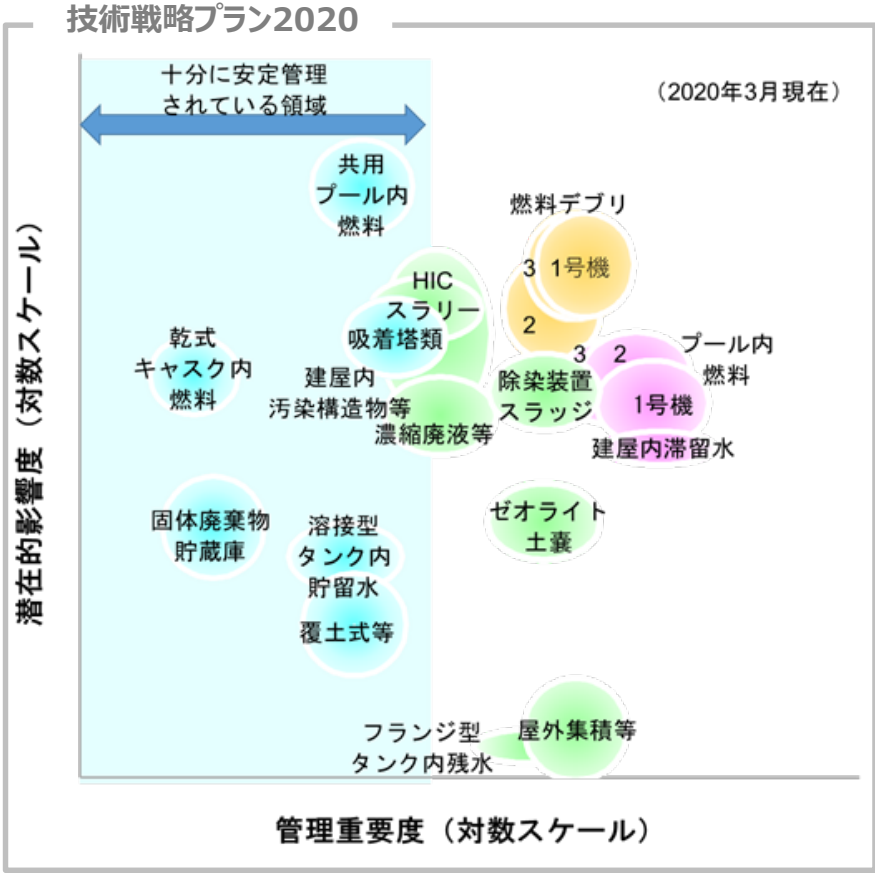 技術戦略プラン2020
十分に安定管理
されている領域
（2020年3月現在）
共用
プール内
燃料
燃料デブリ
3
1号機
2
HIC
スラリー
吸着塔類
建屋内
汚染構造物等
濃縮廃液等
乾式
キャスク内
燃料
3
2
プール内
燃料
1号機
除染装置
スラッジ
建屋内滞留水
固体廃棄物
貯蔵庫
溶接型
タンク内
貯留水
覆土式等
ゼオライト
土嚢
フランジ型
タンク内残水
屋外集積等
潜在的影響度（対数スケール）
管理重要度（対数スケール）